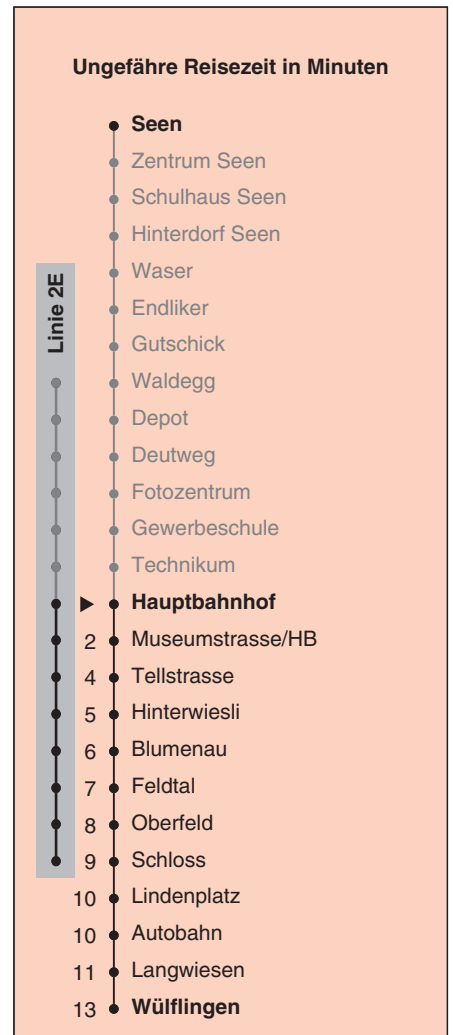 Ungefähre Reisezeit in Minuten
Seen
Zentrum Seen
Schulhaus Seen
Hinterdorf Seen
Waser
Endliker
Gutschick
Waldegg
Depot
Deutweg
Fotozentrum
Gewerbeschule
Technikum
Hauptbahnhof
2 Museumstrasse/HB
4 Tellstrasse
5 Hinterwiesli
6 Blumenau
7 Feldtal
8 Oberfeld
9 Schloss
10 Lindenplatz
10 Autobahn
11 Langwiesen
13 Wülflingen
Linie 2E